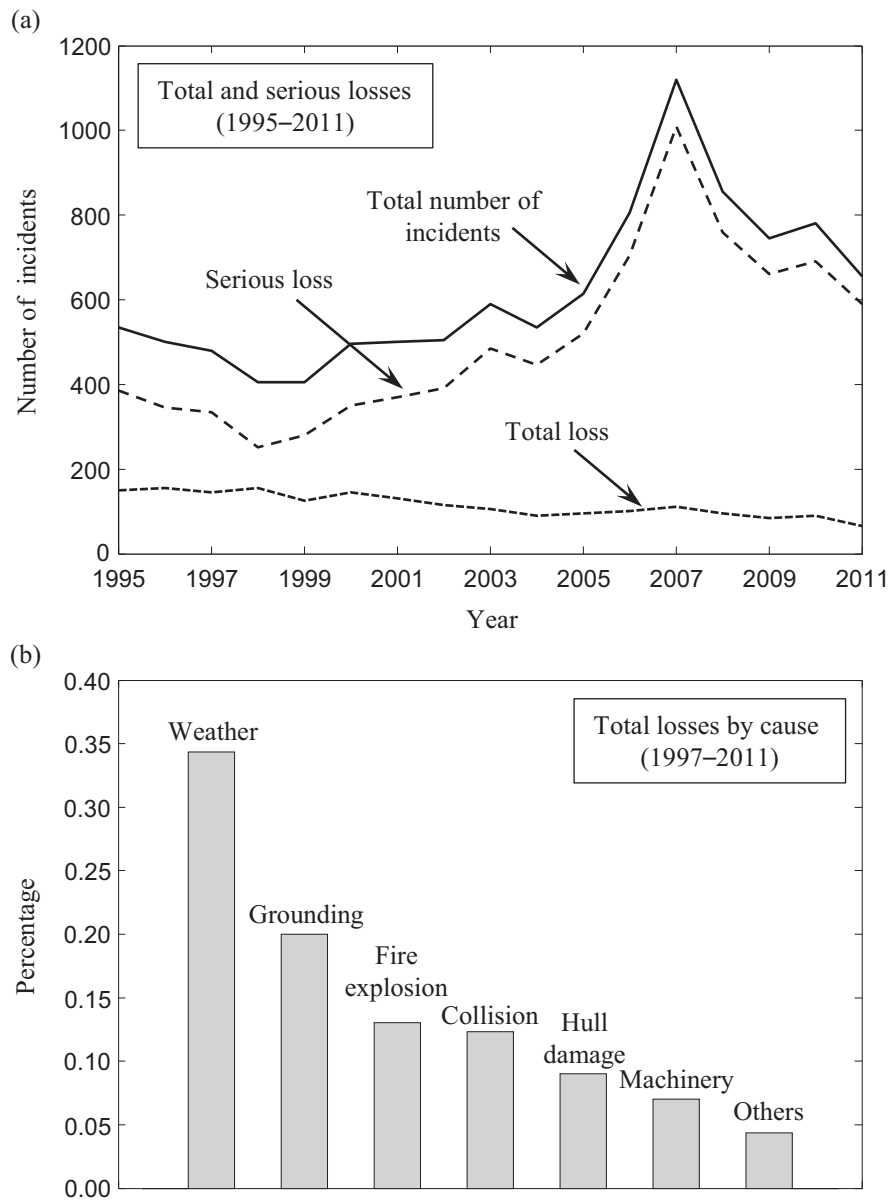 (a)
1200
1000
800
600
400
200
0
Number of incidents
Total and serious losses
(1995–2011)
Total number of
incidents
Serious loss
Total loss
1995 1997 1999 2001 2003 2005 2007 2009 2011
Year
(b)
0.40
0.35
0.30
0.25
0.20
0.15
0.10
0.05
0.00
Percentage
Total losses by cause
(1997–2011)
Weather
Grounding
Fire
explosion
Collision
Hull
damage
Machinery
Others